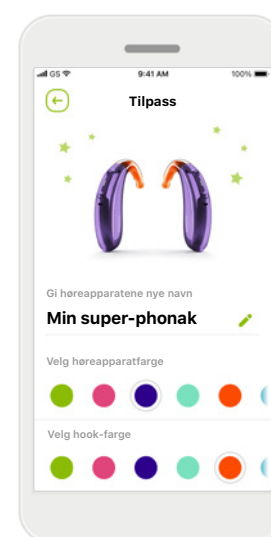 GS
9:41 AM
100%
Tilpass
Gi høreapparatene nye navn
Min super-phonak
Velg høreapparatfarge
Velg hook-farge